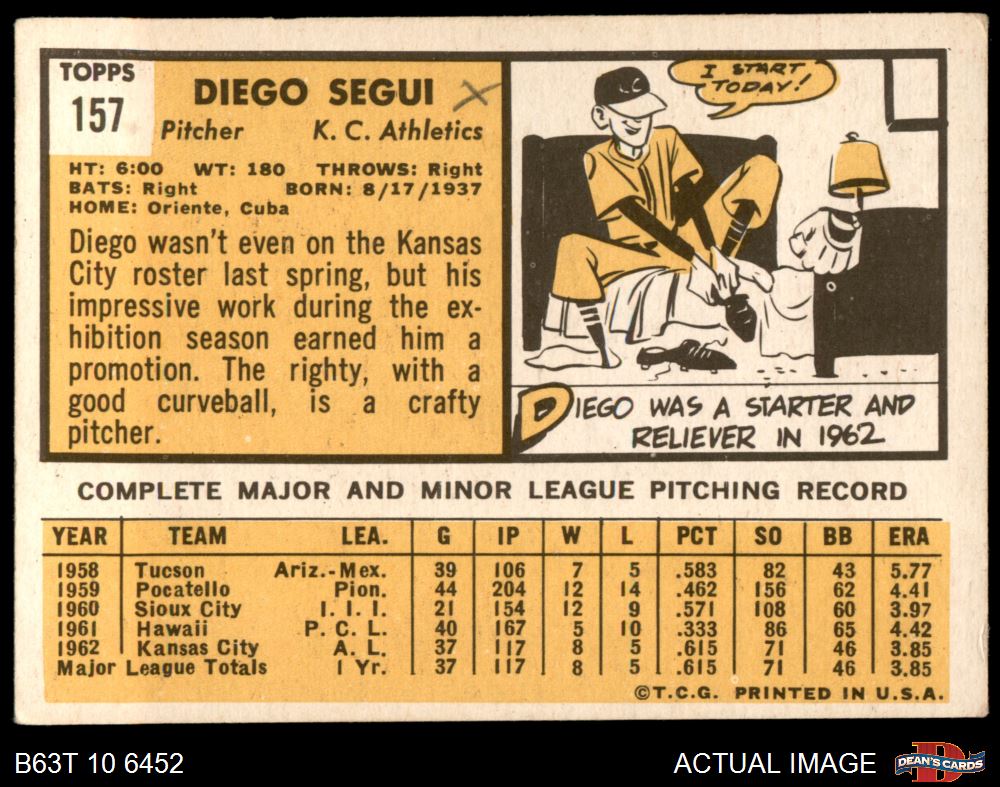 TOPPS
157
DIEGO SEGUI
Pitcher K. C. Athletics
HT: 6:00 WT: 180 THROWS: Right
BATS: Right BORN: 8/17/1937
HOME: Oriente, Cuba
Diego wasn't even on the Kansas
City roster last spring, but his
impressive work during the ex-
hibition season earned him a
promotion. The righty, with a
good curveball, is a crafty
pitcher.
KC
I START
TODAY!
DIEGO WAS A STARTER AND
RELIEVER IN 1962
COMPLETE MAJOR AND MINOR LEAGUE PITCHING RECORD
YEAR TEAM LEA. G IP W L PCT SO BB ERA
1958 Tucson Ariz.-Mex. 39 106 7 5 .583 82 43 5.77
1959 Pocatello Pion. 44 204 12 14 .462 156 62 4.41
1960 Sioux City I. I. I. 21 154 12 9 .571 108 60 3.97
1961 Hawaii P. C. L. 40 167 5 10 .333 86 65 4.42
1962 Kansas City A. L. 37 117 8 5 .615 71 46 3.85
Major League Totals 1 Yr. 37 117 8 5 .615 71 46 3.85
©T.C.G. PRINTED IN U.S.A.
B63T 10 6452 ACTUAL IMAGE DEAN'S CARDS